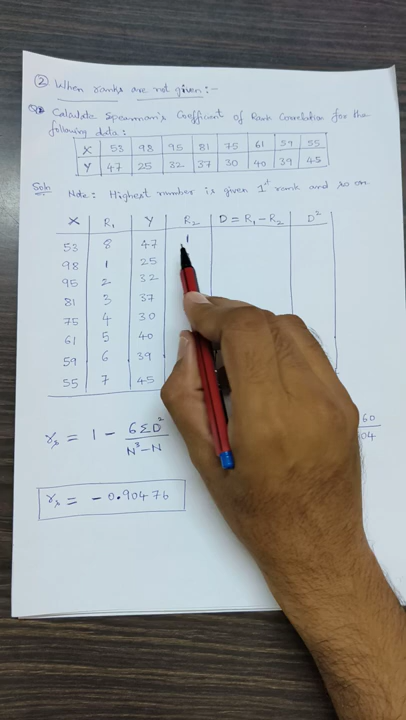 ② When ranks are not given :-
Q. Calculate Spearman's Coefficient of Rank Correlation for the
following data :
X 53 98 95 81 75 61 59 55
Y 47 25 32 37 30 40 39 45
Soln Note : Highest number is given 1st rank and so on
X R₁ Y R₂ D = R₁ - R₂ D²
53 8 47 1
98 1 25
95 2 32
81 3 37
75 4 30
61 5 40
59 6 39
55 7 45
rₛ = 1 - 6ΣD² / N³-N
60
04
rₛ = - 0.90476